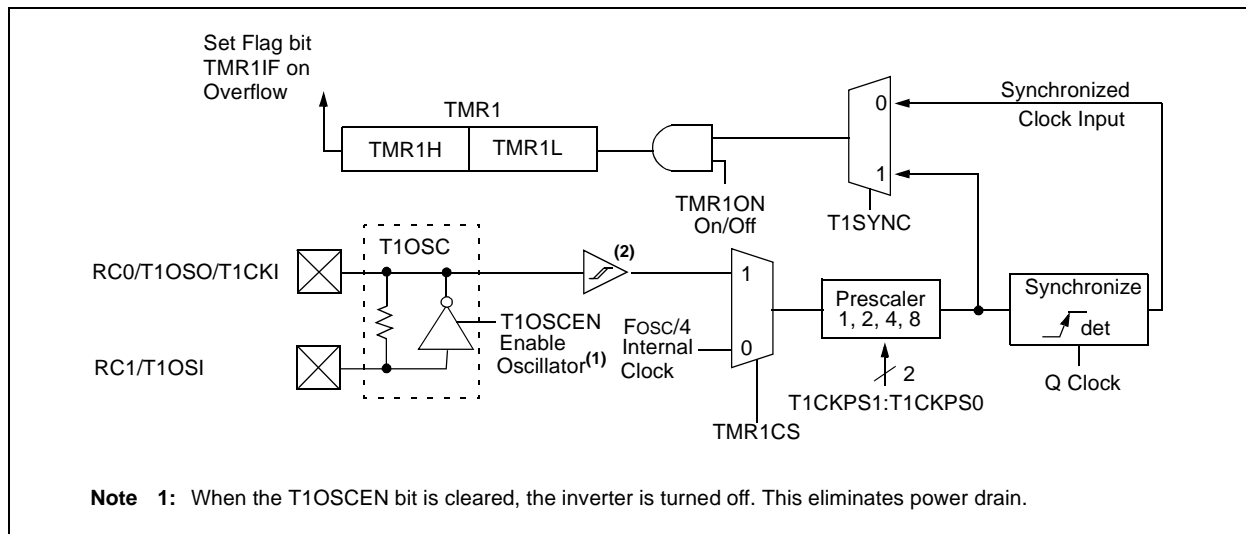 Set Flag bit
TMR1IF on
Overflow
TMR1
TMR1H
TMR1L
TMR1ON
On/Off
0
1
T1SYNC
Synchronized
Clock Input
RC0/T1OSO/T1CKI
T1OSC
(2)
RC1/T1OSI
T1OSCEN
Enable
Oscillator(1)
FOSC/4
Internal
Clock
1
0
TMR1CS
Prescaler
1, 2, 4, 8
2
T1CKPS1:T1CKPS0
Synchronize
det
Q Clock
Note 1: When the T1OSCEN bit is cleared, the inverter is turned off. This eliminates power drain.